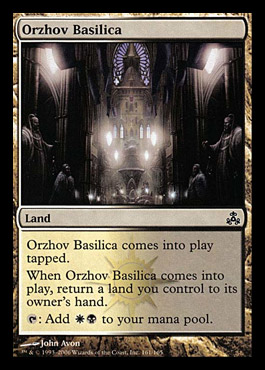 Orzhov Basilica
Land
Orzhov Basilica comes into play
tapped.
When Orzhov Basilica comes into
play, return a land you control to its
owner's hand.
: Add to your mana pool.
John Avon
™ & © 1993-2006 Wizards of the Coast, Inc. 161/165